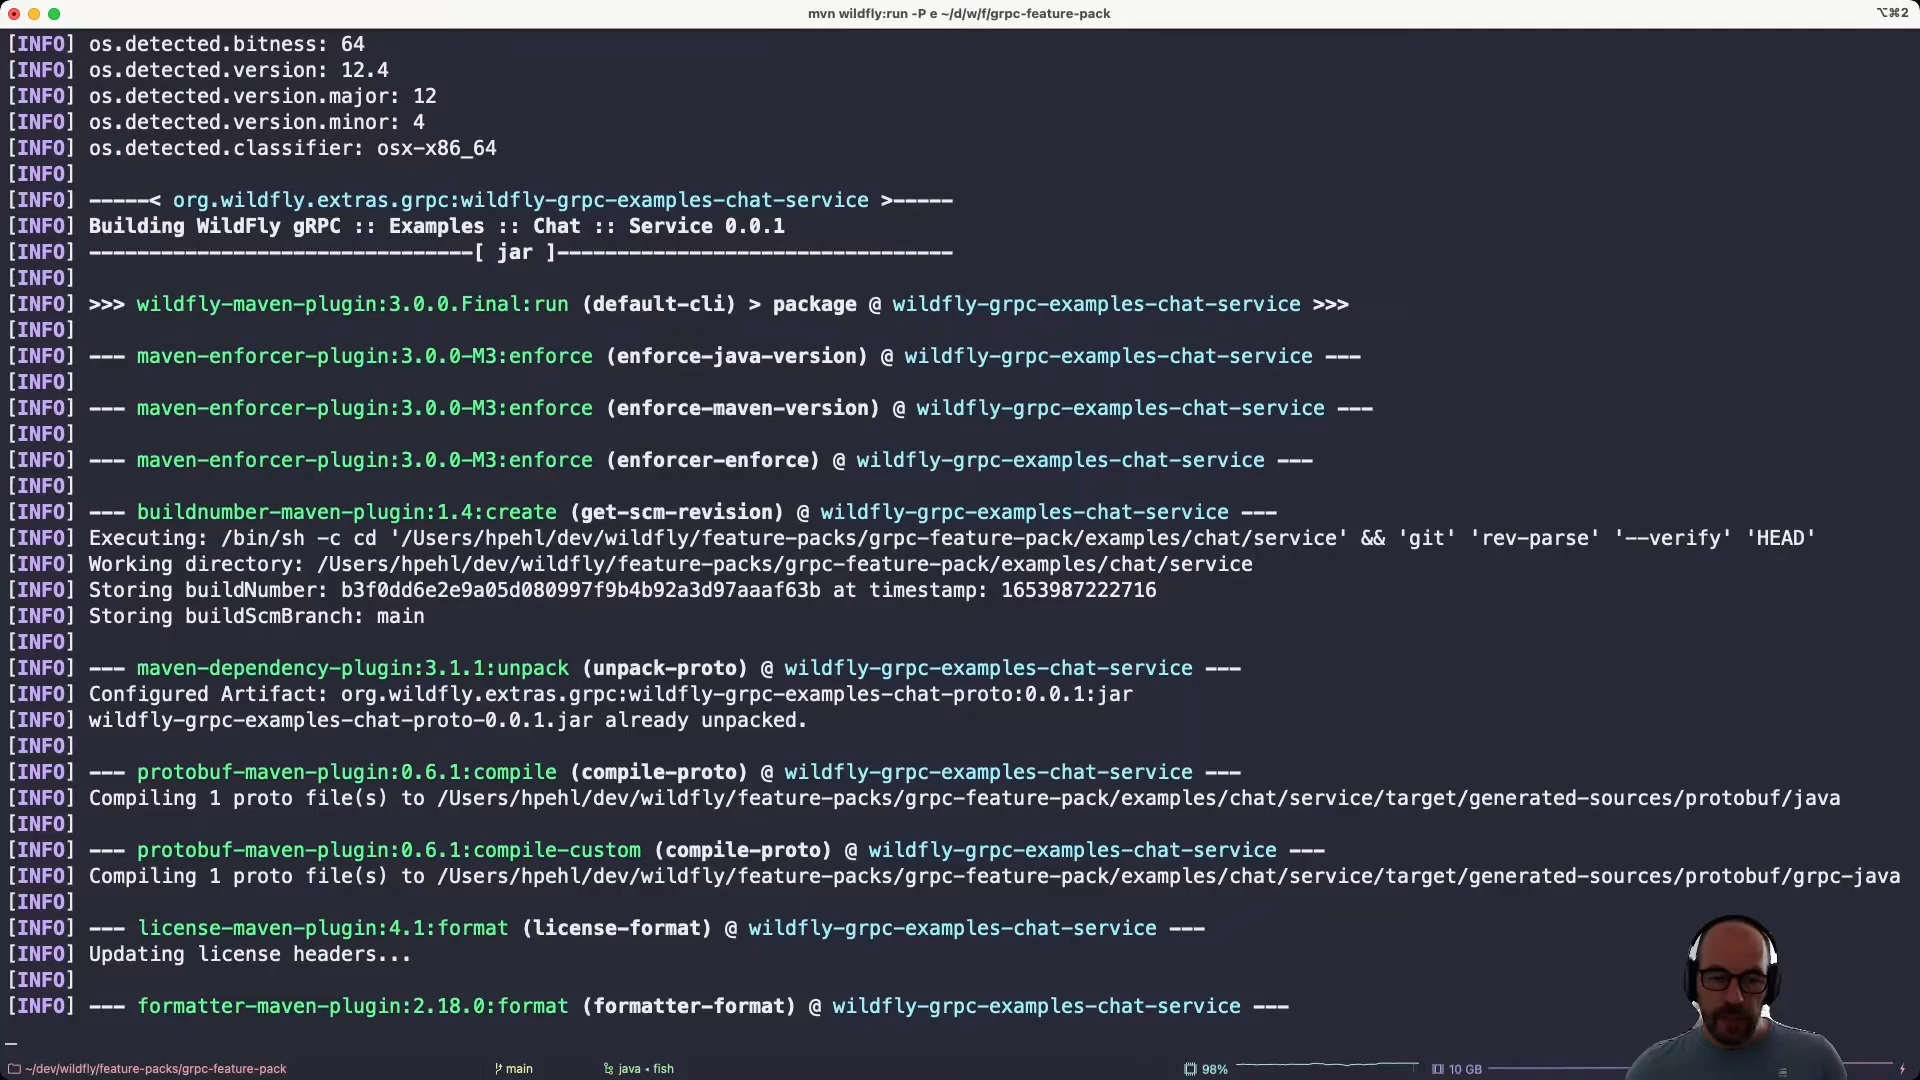 mvn wildfly:run -P e ~/d/w/f/grpc-feature-pack
⌥⌘2
[INFO] os.detected.bitness: 64
[INFO] os.detected.version: 12.4
[INFO] os.detected.version.major: 12
[INFO] os.detected.version.minor: 4
[INFO] os.detected.classifier: osx-x86_64
[INFO]
[INFO] -----< org.wildfly.extras.grpc:wildfly-grpc-examples-chat-service >-----
[INFO] Building WildFly gRPC :: Examples :: Chat :: Service 0.0.1
[INFO] --------------------------------[ jar ]---------------------------------
[INFO]
[INFO] >>> wildfly-maven-plugin:3.0.0.Final:run (default-cli) > package @ wildfly-grpc-examples-chat-service >>>
[INFO]
[INFO] --- maven-enforcer-plugin:3.0.0-M3:enforce (enforce-java-version) @ wildfly-grpc-examples-chat-service ---
[INFO]
[INFO] --- maven-enforcer-plugin:3.0.0-M3:enforce (enforce-maven-version) @ wildfly-grpc-examples-chat-service ---
[INFO]
[INFO] --- maven-enforcer-plugin:3.0.0-M3:enforce (enforcer-enforce) @ wildfly-grpc-examples-chat-service ---
[INFO]
[INFO] --- buildnumber-maven-plugin:1.4:create (get-scm-revision) @ wildfly-grpc-examples-chat-service ---
[INFO] Executing: /bin/sh -c cd '/Users/hpehl/dev/wildfly/feature-packs/grpc-feature-pack/examples/chat/service' && 'git' 'rev-parse' '--verify' 'HEAD'
[INFO] Working directory: /Users/hpehl/dev/wildfly/feature-packs/grpc-feature-pack/examples/chat/service
[INFO] Storing buildNumber: b3f0dd6e2e9a05d080997f9b4b92a3d97aaaf63b at timestamp: 1653987222716
[INFO] Storing buildScmBranch: main
[INFO]
[INFO] --- maven-dependency-plugin:3.1.1:unpack (unpack-proto) @ wildfly-grpc-examples-chat-service ---
[INFO] Configured Artifact: org.wildfly.extras.grpc:wildfly-grpc-examples-chat-proto:0.0.1:jar
[INFO] wildfly-grpc-examples-chat-proto-0.0.1.jar already unpacked.
[INFO]
[INFO] --- protobuf-maven-plugin:0.6.1:compile (compile-proto) @ wildfly-grpc-examples-chat-service ---
[INFO] Compiling 1 proto file(s) to /Users/hpehl/dev/wildfly/feature-packs/grpc-feature-pack/examples/chat/service/target/generated-sources/protobuf/java
[INFO]
[INFO] --- protobuf-maven-plugin:0.6.1:compile-custom (compile-proto) @ wildfly-grpc-examples-chat-service ---
[INFO] Compiling 1 proto file(s) to /Users/hpehl/dev/wildfly/feature-packs/grpc-feature-pack/examples/chat/service/target/generated-sources/protobuf/grpc-java
[INFO]
[INFO] --- license-maven-plugin:4.1:format (license-format) @ wildfly-grpc-examples-chat-service ---
[INFO] Updating license headers...
[INFO]
[INFO] --- formatter-maven-plugin:2.18.0:format (formatter-format) @ wildfly-grpc-examples-chat-service ---
~/dev/wildfly/feature-packs/grpc-feature-pack main java ◂ fish 98% 10 GB